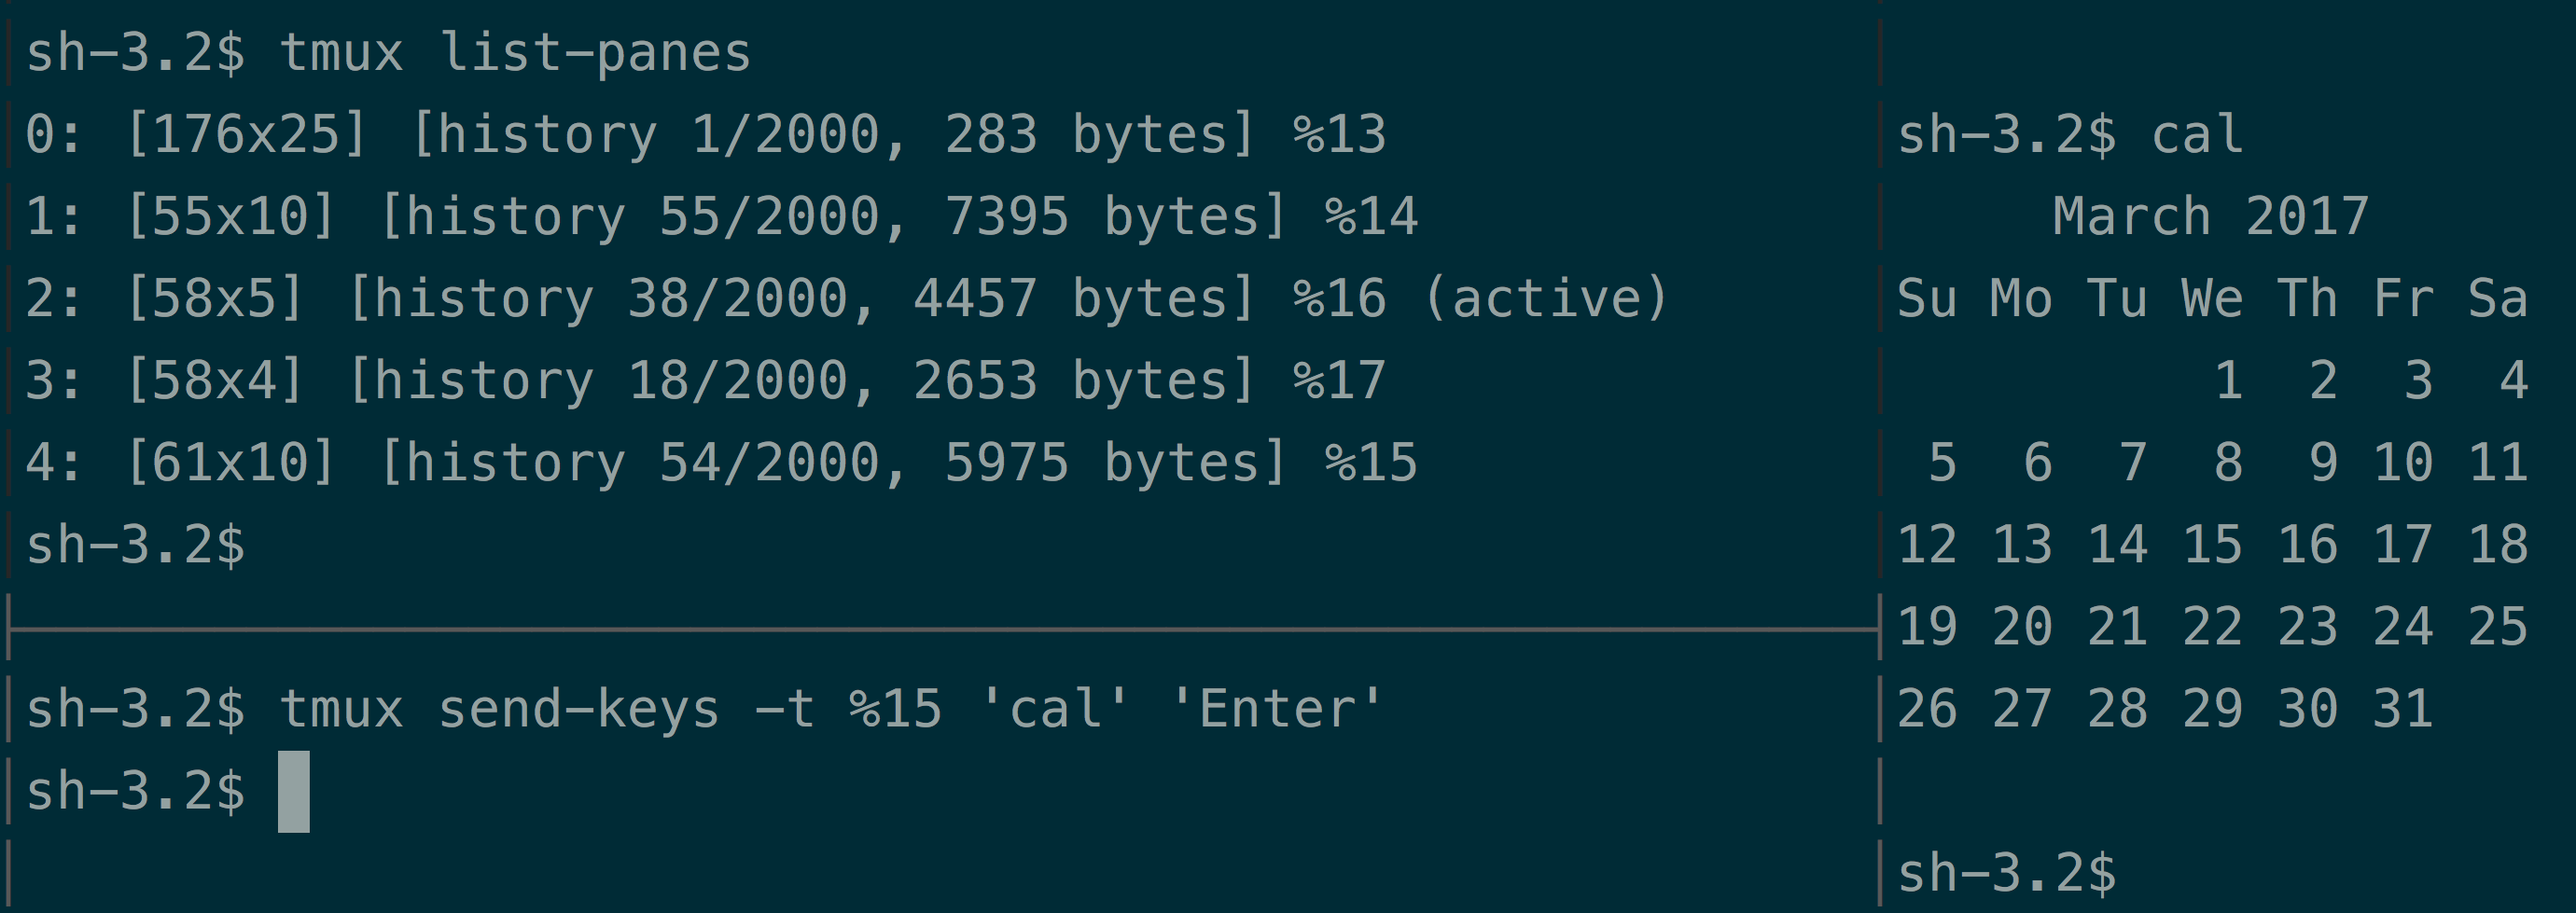 sh-3.2$ tmux list-panes
0: [176x25] [history 1/2000, 283 bytes] %13
1: [55x10] [history 55/2000, 7395 bytes] %14
2: [58x5] [history 38/2000, 4457 bytes] %16 (active)
3: [58x4] [history 18/2000, 2653 bytes] %17
4: [61x10] [history 54/2000, 5975 bytes] %15
sh-3.2$
sh-3.2$ tmux send-keys -t %15 'cal' 'Enter'
sh-3.2$
sh-3.2$ cal
March 2017
Su Mo Tu We Th Fr Sa
1 2 3 4
5 6 7 8 9 10 11
12 13 14 15 16 17 18
19 20 21 22 23 24 25
26 27 28 29 30 31
sh-3.2$